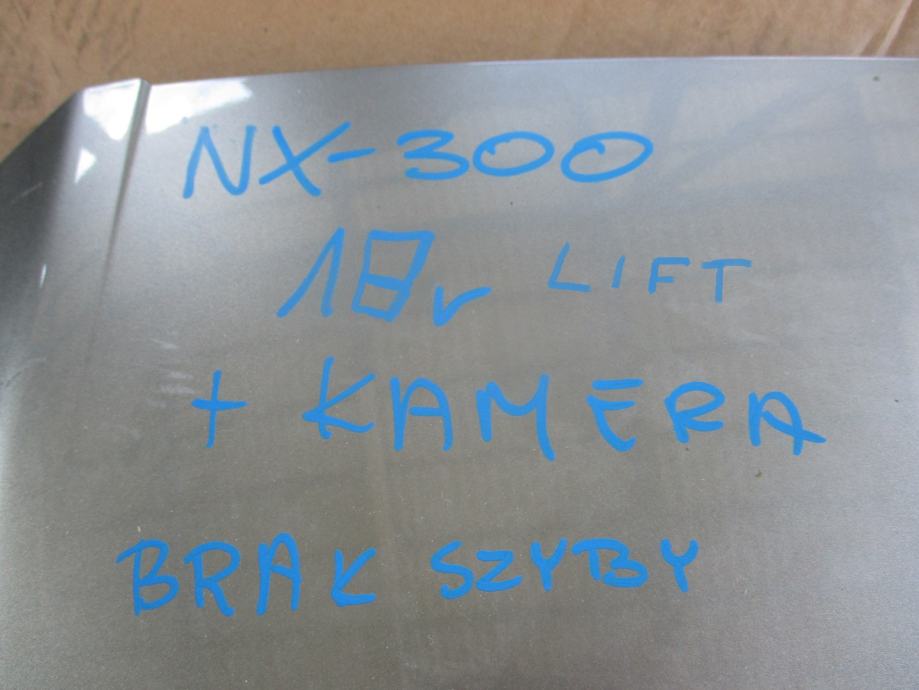 NX-300
18r LIFT
+ KAMERA
BRAK SZYBY